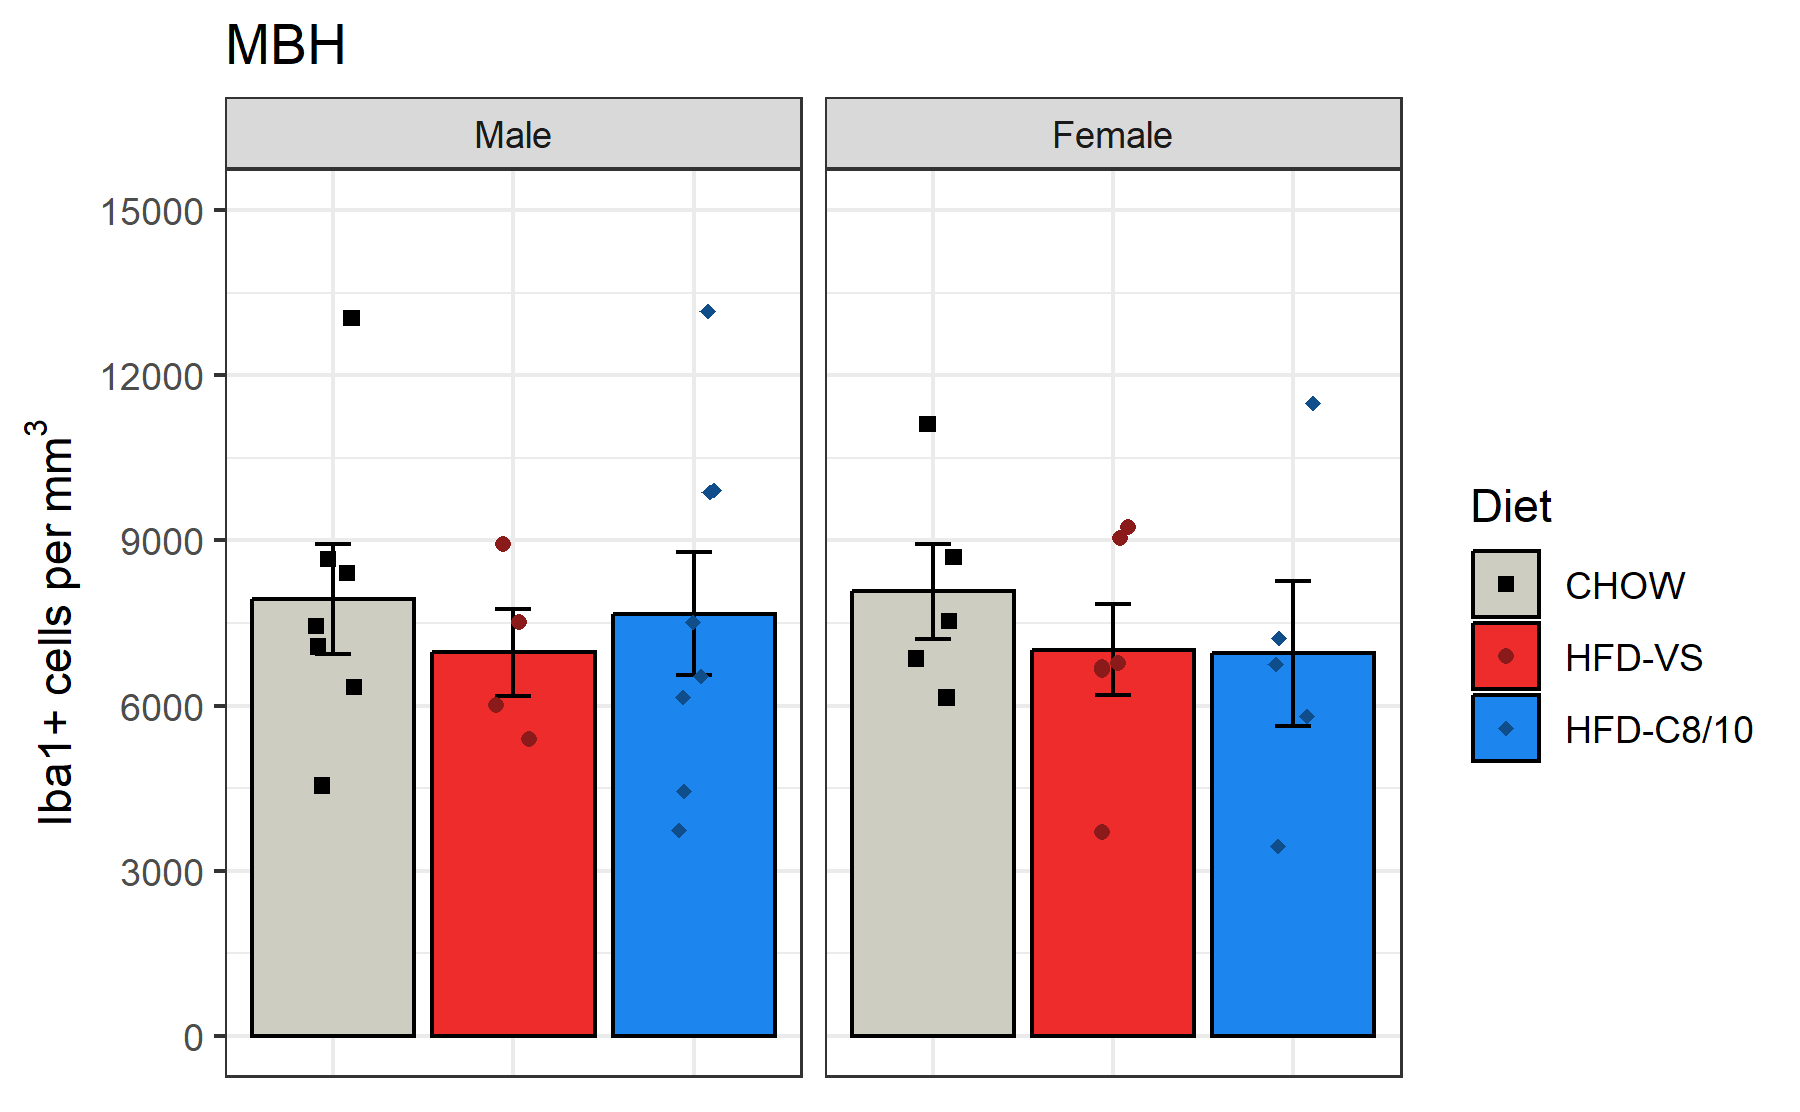 MBH
Male
Female
15000
12000
9000
6000
3000
0
Iba1+ cells per mm³
Diet
CHOW
HFD-VS
HFD-C8/10